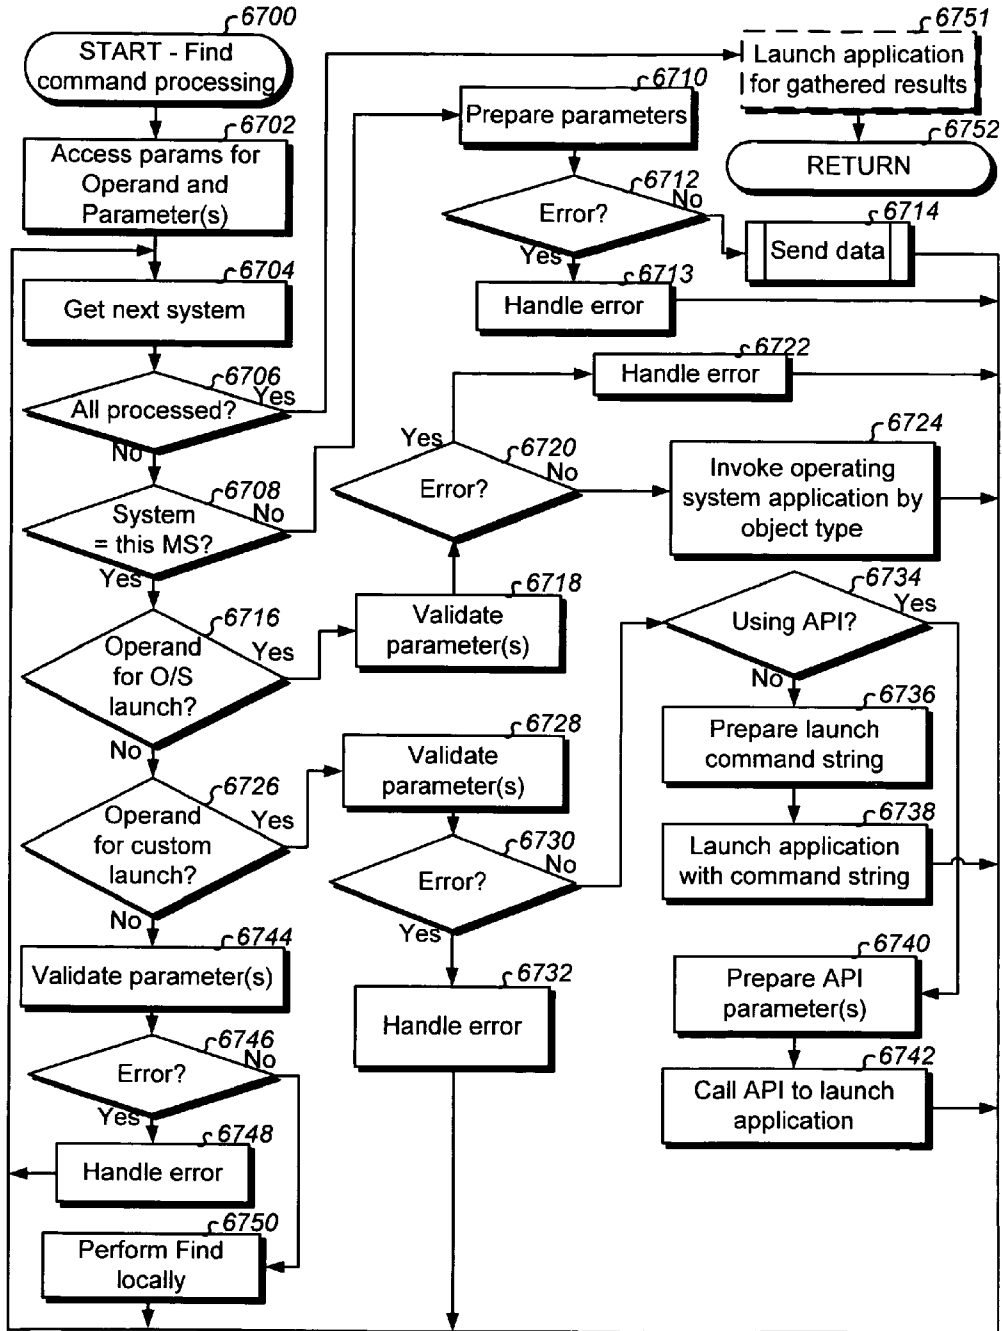 6700
START - Find
command processing
6702
Access params for
Operand and
Parameter(s)
6704
Get next system
6706
All processed?
Yes
No
6708
System
= this MS?
No
Yes
6716
Operand
for O/S
launch?
Yes
No
6726
Operand
for custom
launch?
Yes
No
6744
Validate parameter(s)
6746
Error?
No
Yes
6748
Handle error
6750
Perform Find
locally
6710
Prepare parameters
6712
Error?
No
Yes
6713
Handle error
6714
Send data
6751
Launch application
for gathered results
6752
RETURN
6718
Validate
parameter(s)
6720
Error?
Yes
No
6722
Handle error
6724
Invoke operating
system application by
object type
6728
Validate
parameter(s)
6730
Error?
No
Yes
6732
Handle error
6734
Using API?
Yes
No
6736
Prepare launch
command string
6738
Launch application
with command string
6740
Prepare API
parameter(s)
6742
Call API to launch
application